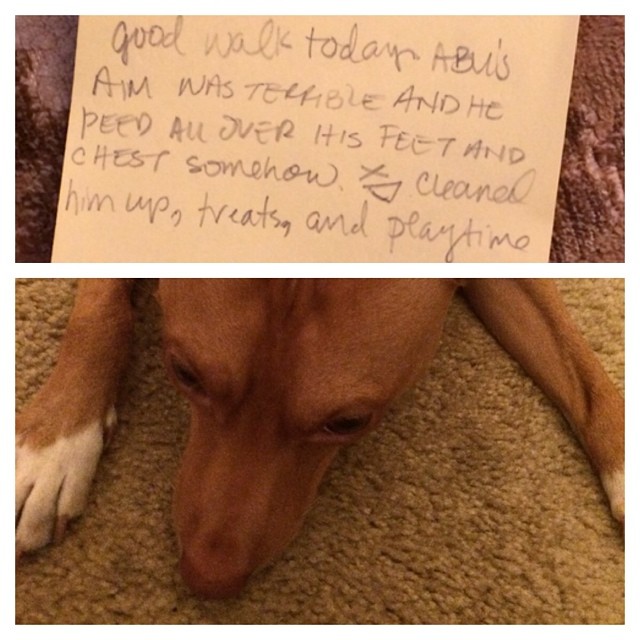 good walk today. ABU'S
AIM WAS TERRIBLE AND HE
PEED ALL OVER HIS FEET AND
CHEST somehow. cleaned
him up, treats, and playtime